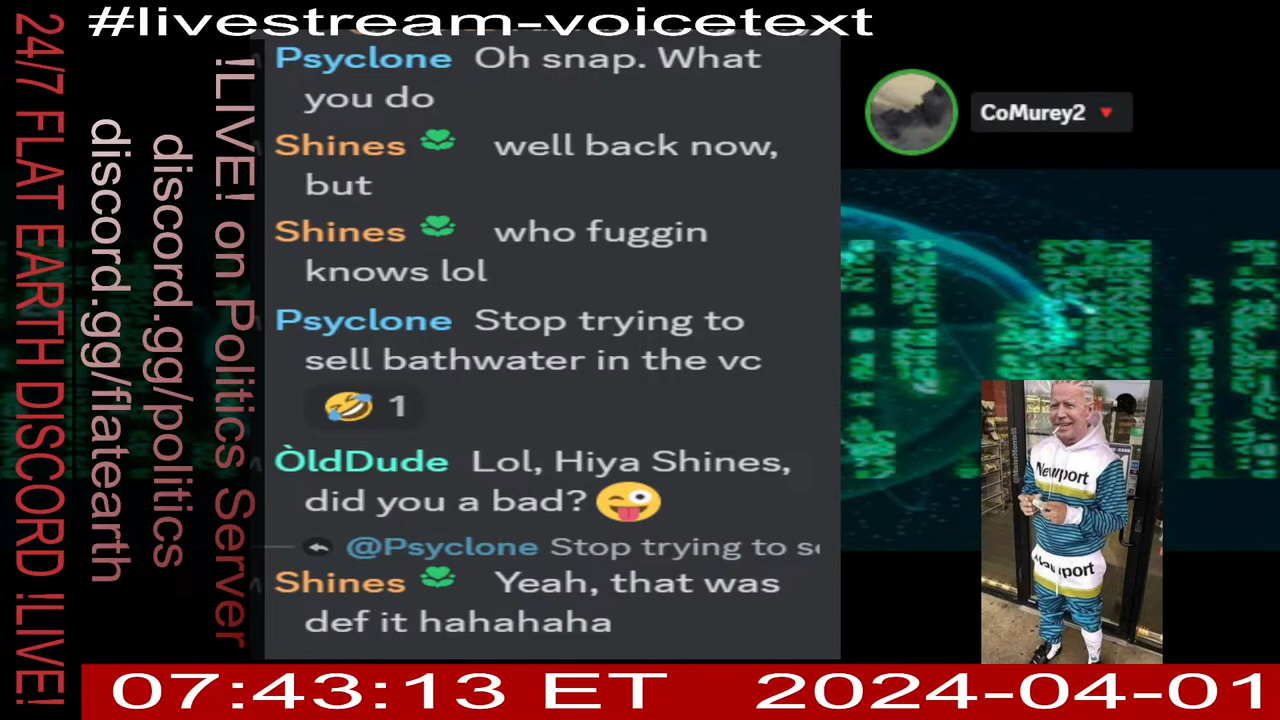 #livestream-voicetext
24/7 FLAT EARTH DISCORD !LIVE!
discord.gg/flatearth
discord.gg/politics
!LIVE! on Politics Server
Psyclone Oh snap. What
you do
Shines well back now,
but
Shines who fuggin
knows lol
Psyclone Stop trying to
sell bathwater in the vc
🤣 1
ÒldDude Lol, Hiya Shines,
did you a bad? 😜
@Psyclone Stop trying to se
Shines Yeah, that was
def it hahahaha
CoMurey2
Newport
Newport
07:43:13 ET 2024-04-01